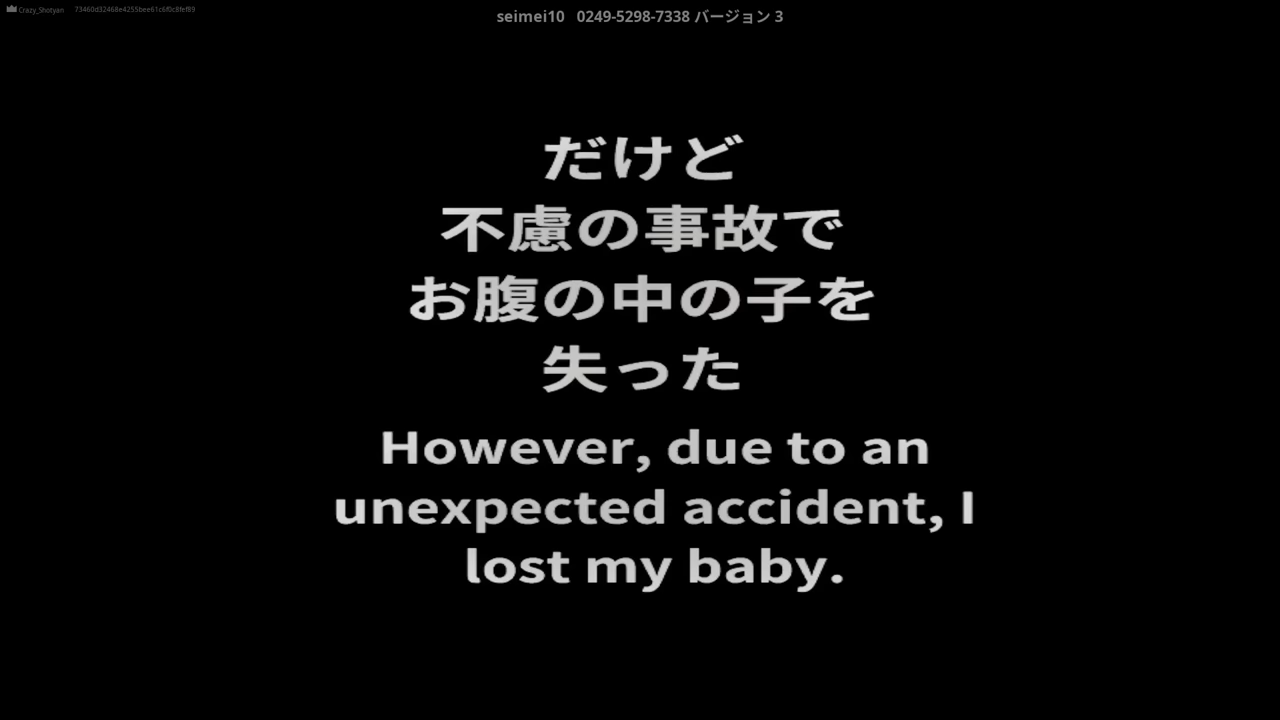 Crazy_Shotyan 73460d32468e4255bee61c6f0c8fef89
seimei10 0249-5298-7338 バージョン 3
だけど
不慮の事故で
お腹の中の子を
失った
However, due to an
unexpected accident, I
lost my baby.